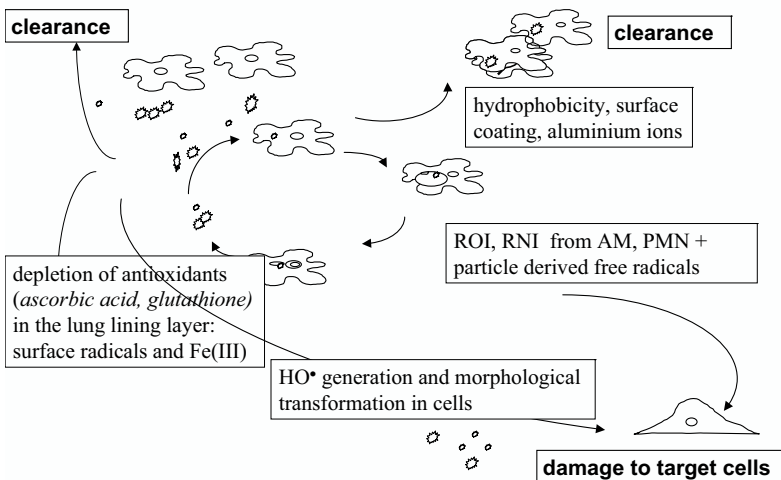 clearance
clearance
hydrophobicity, surface
coating, aluminium ions
ROI, RNI from AM, PMN +
particle derived free radicals
depletion of antioxidants
(ascorbic acid, glutathione)
in the lung lining layer:
surface radicals and Fe(III)
HO• generation and morphological
transformation in cells
damage to target cells